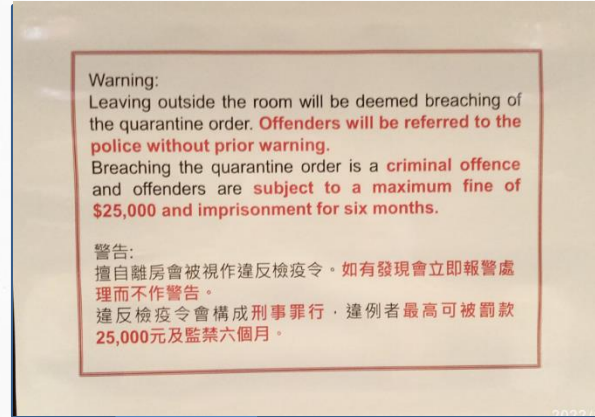 Warning:
Leaving outside the room will be deemed breaching of
the quarantine order. Offenders will be referred to the
police without prior warning.
Breaching the quarantine order is a criminal offence
and offenders are subject to a maximum fine of
$25,000 and imprisonment for six months.
警告:
擅自離房會被視作違反檢疫令。如有發現會立即報警處
理而不作警告。
違反檢疫令會構成刑事罪行，違例者最高可被罰款
25,000元及監禁六個月。